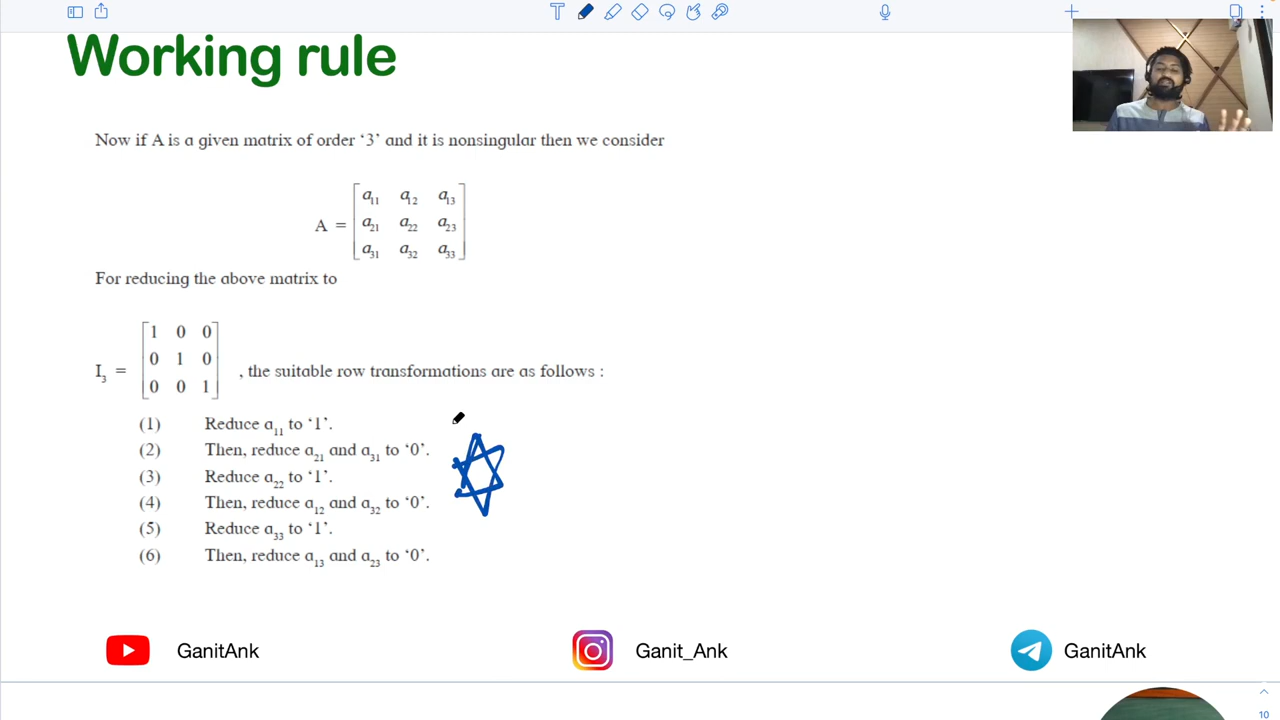 Working rule
Now if A is a given matrix of order ‘3’ and it is nonsingular then we consider
A = [a₁₁ a₁₂ a₁₃
a₂₁ a₂₂ a₂₃
a₃₁ a₃₂ a₃₃]
For reducing the above matrix to
I₃ = [1 0 0
0 1 0
0 0 1] , the suitable row transformations are as follows :
(1) Reduce a₁₁ to ‘1’.
(2) Then, reduce a₂₁ and a₃₁ to ‘0’.
(3) Reduce a₂₂ to ‘1’.
(4) Then, reduce a₁₂ and a₃₂ to ‘0’.
(5) Reduce a₃₃ to ‘1’.
(6) Then, reduce a₁₃ and a₂₃ to ‘0’.
GanitAnk Ganit_Ank GanitAnk
10